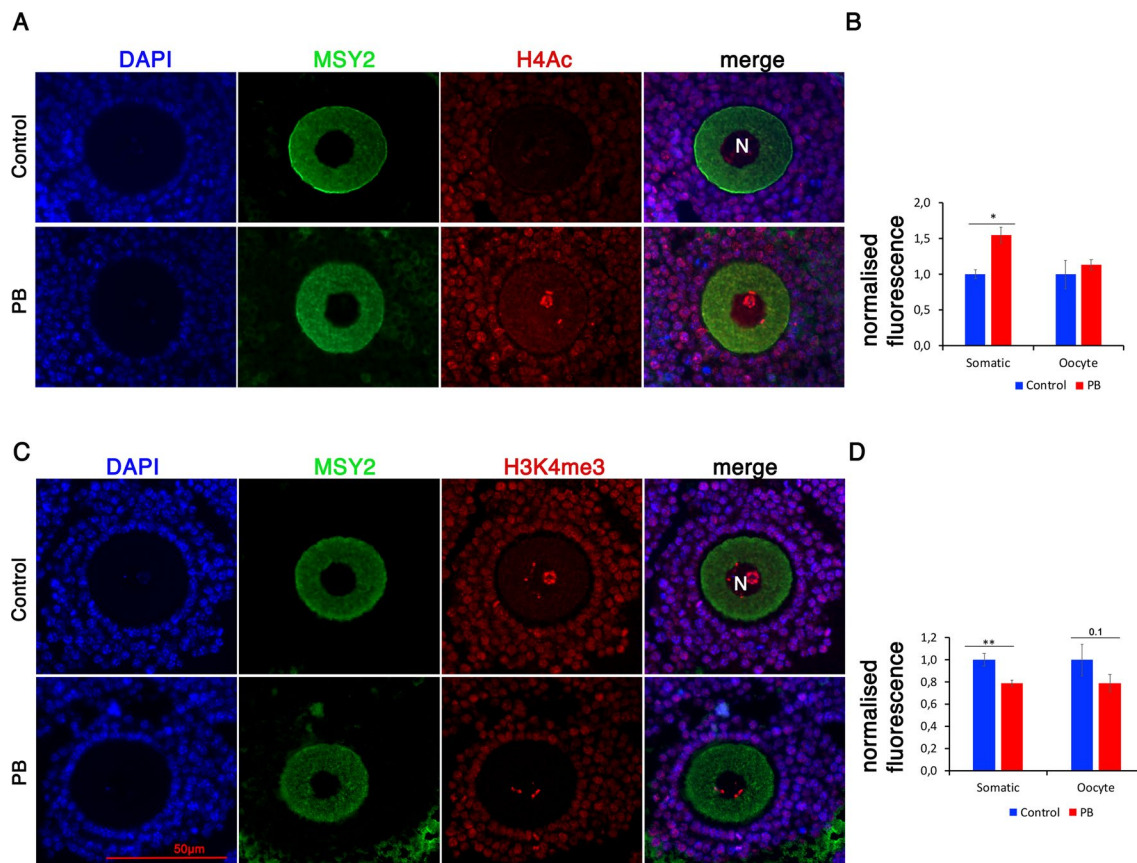 A
DAPI MSY2 H4Ac merge
Control
N
PB
B
normalised
fluorescence
2,0
1,5
1,0
0,5
0,0
*
Somatic Oocyte
Control PB
C
DAPI MSY2 H3K4me3 merge
Control
N
PB
50µm
D
normalised
fluorescence
1,2
1,0
0,8
0,6
0,4
0,2
0,0
** 0.1
Somatic Oocyte
Control PB